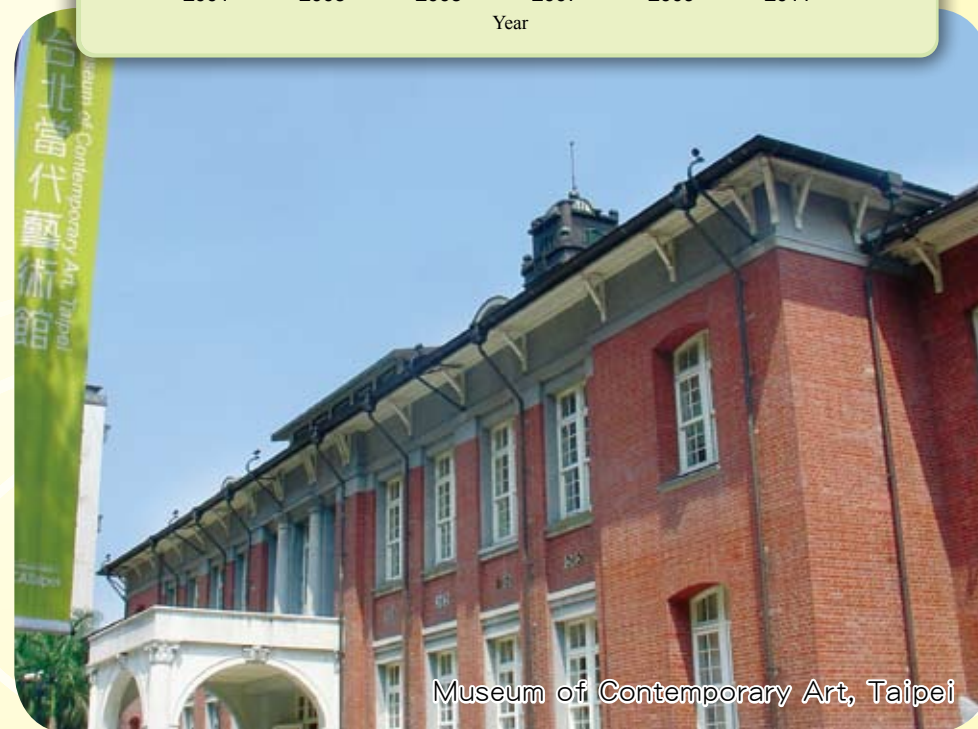 Year
台北當代藝術館
Museum of Contemporary Art, Taipei
Museum of Contemporary Art, Taipei